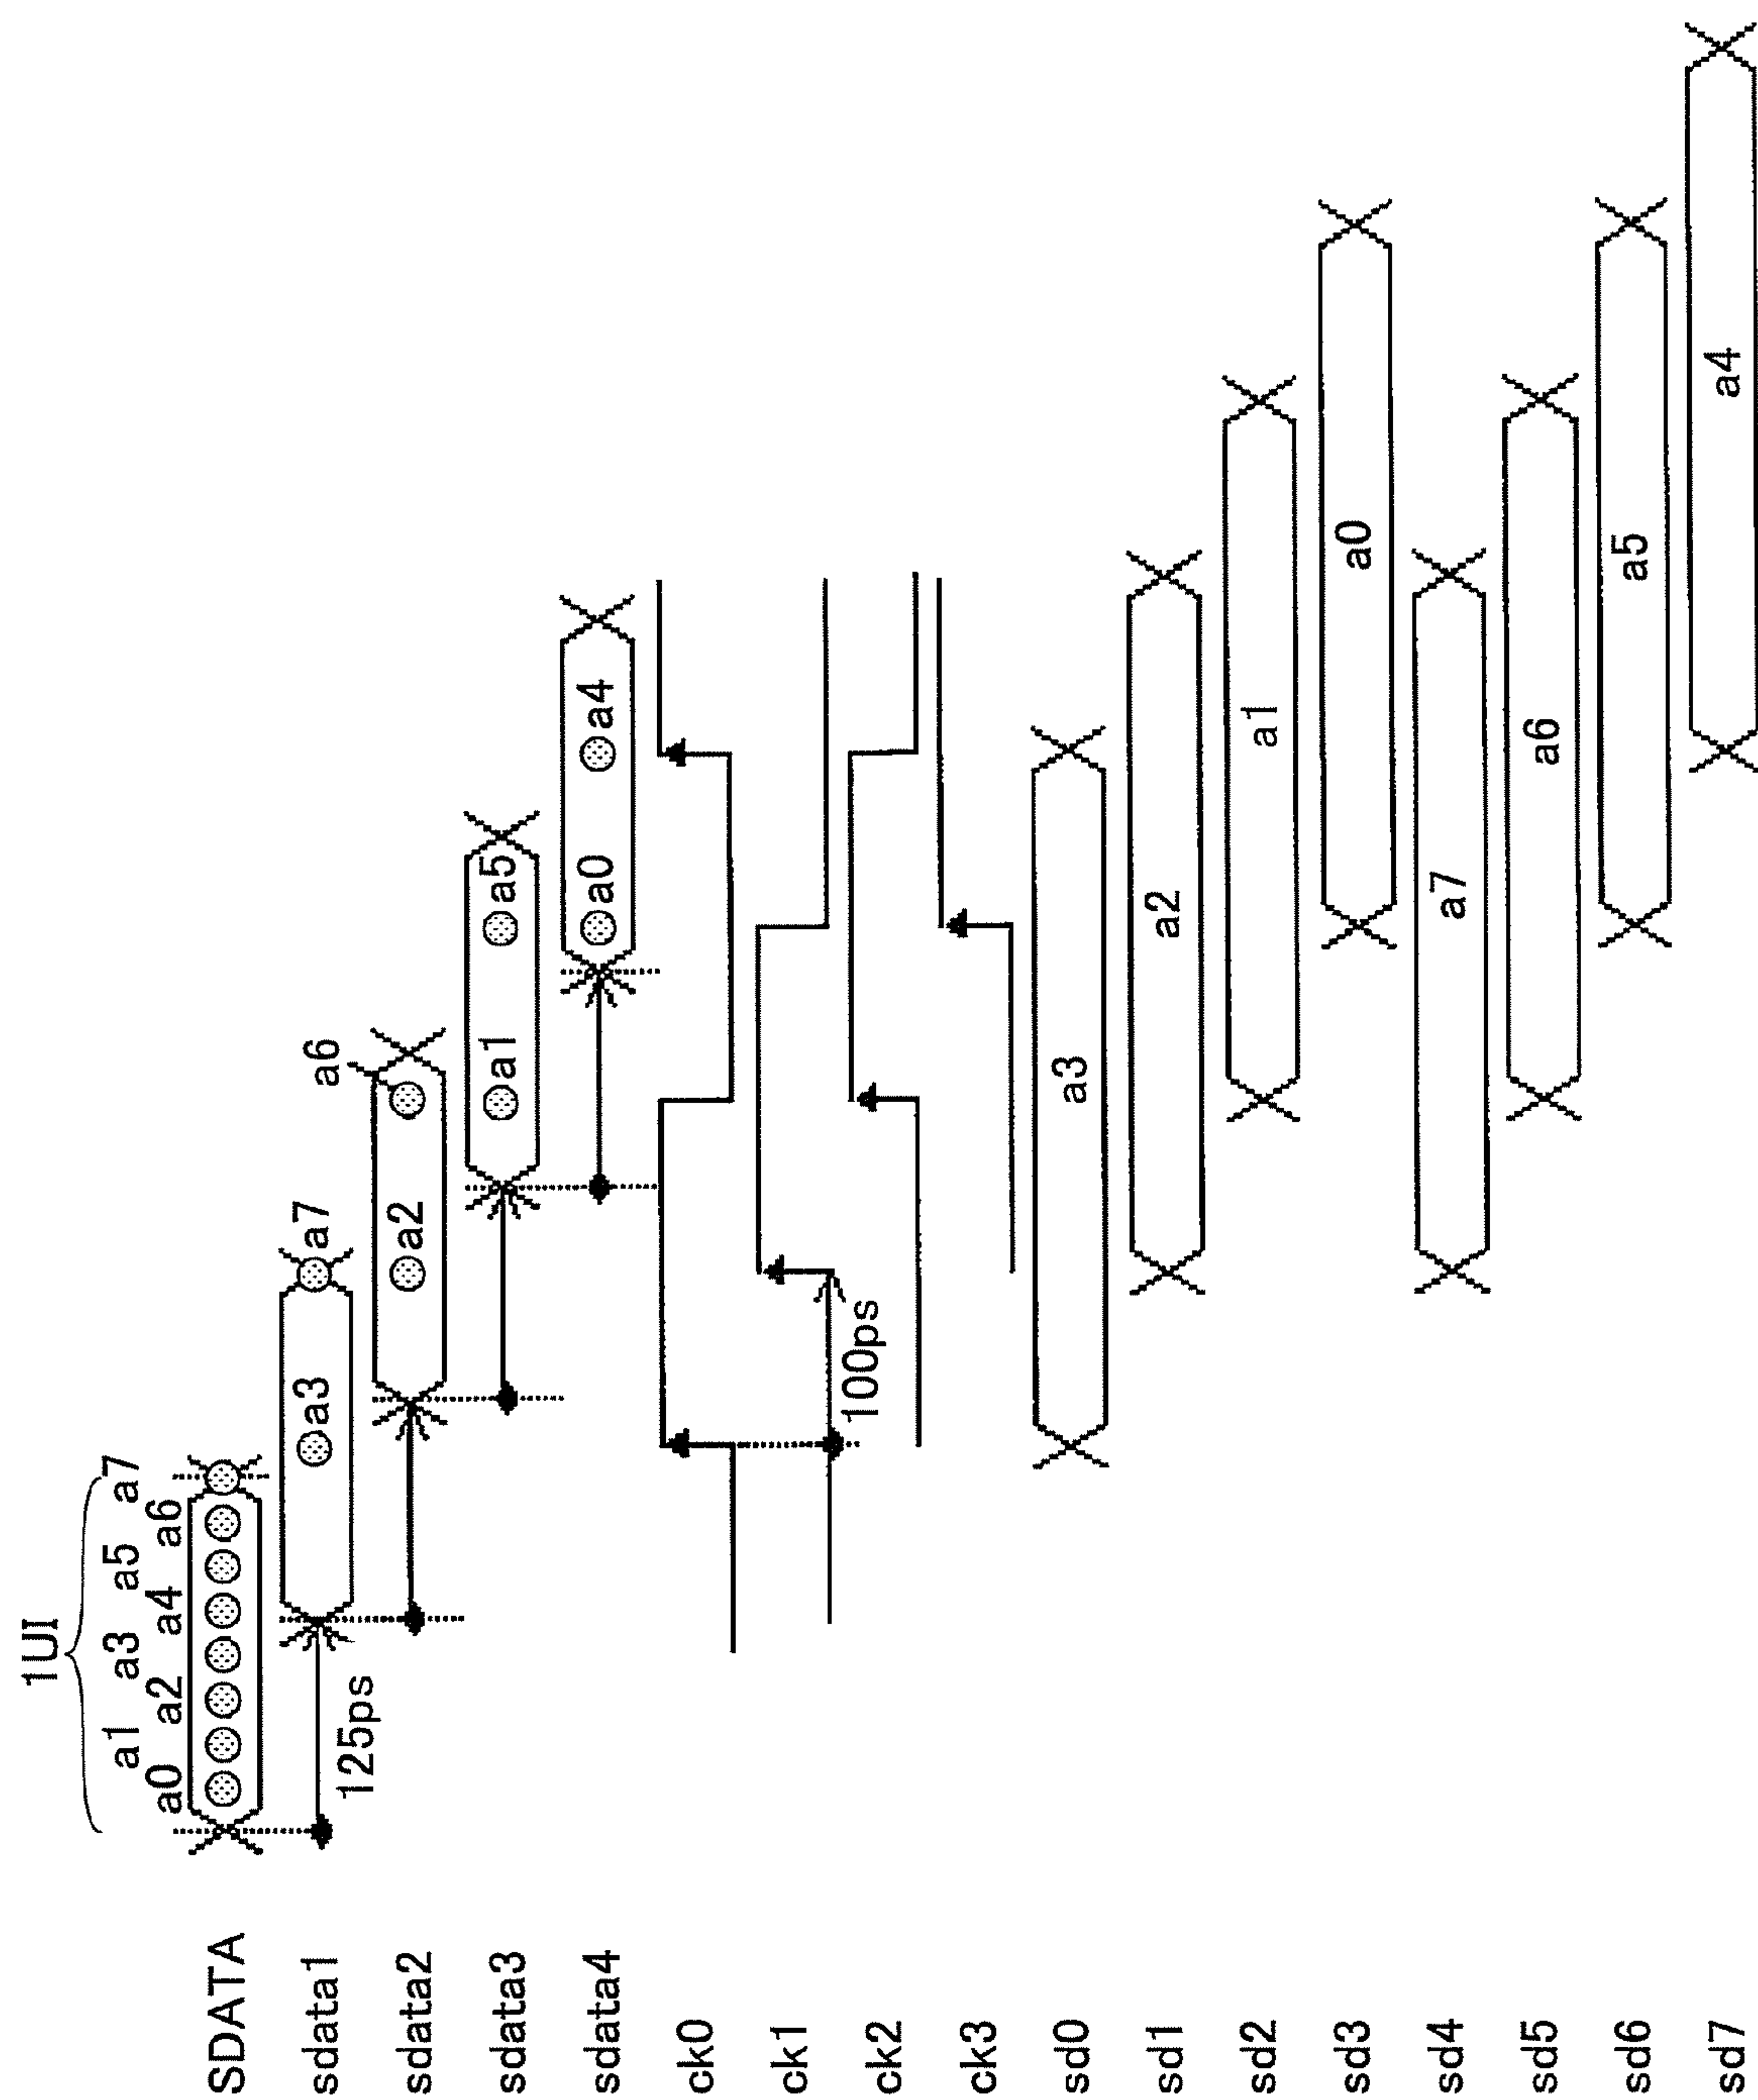 1UI
a1 a3 a5 a7
a0 a2 a4 a6
SDATA
sdata1 a3 a7
125ps
sdata2 a2 a6
sdata3 a1 a5
sdata4 a0 a4
ck0
ck1
100ps
ck2
ck3
sd0 a3
sd1 a2
sd2 a1
sd3 a0
sd4 a7
sd5 a6
sd6 a5
sd7 a4